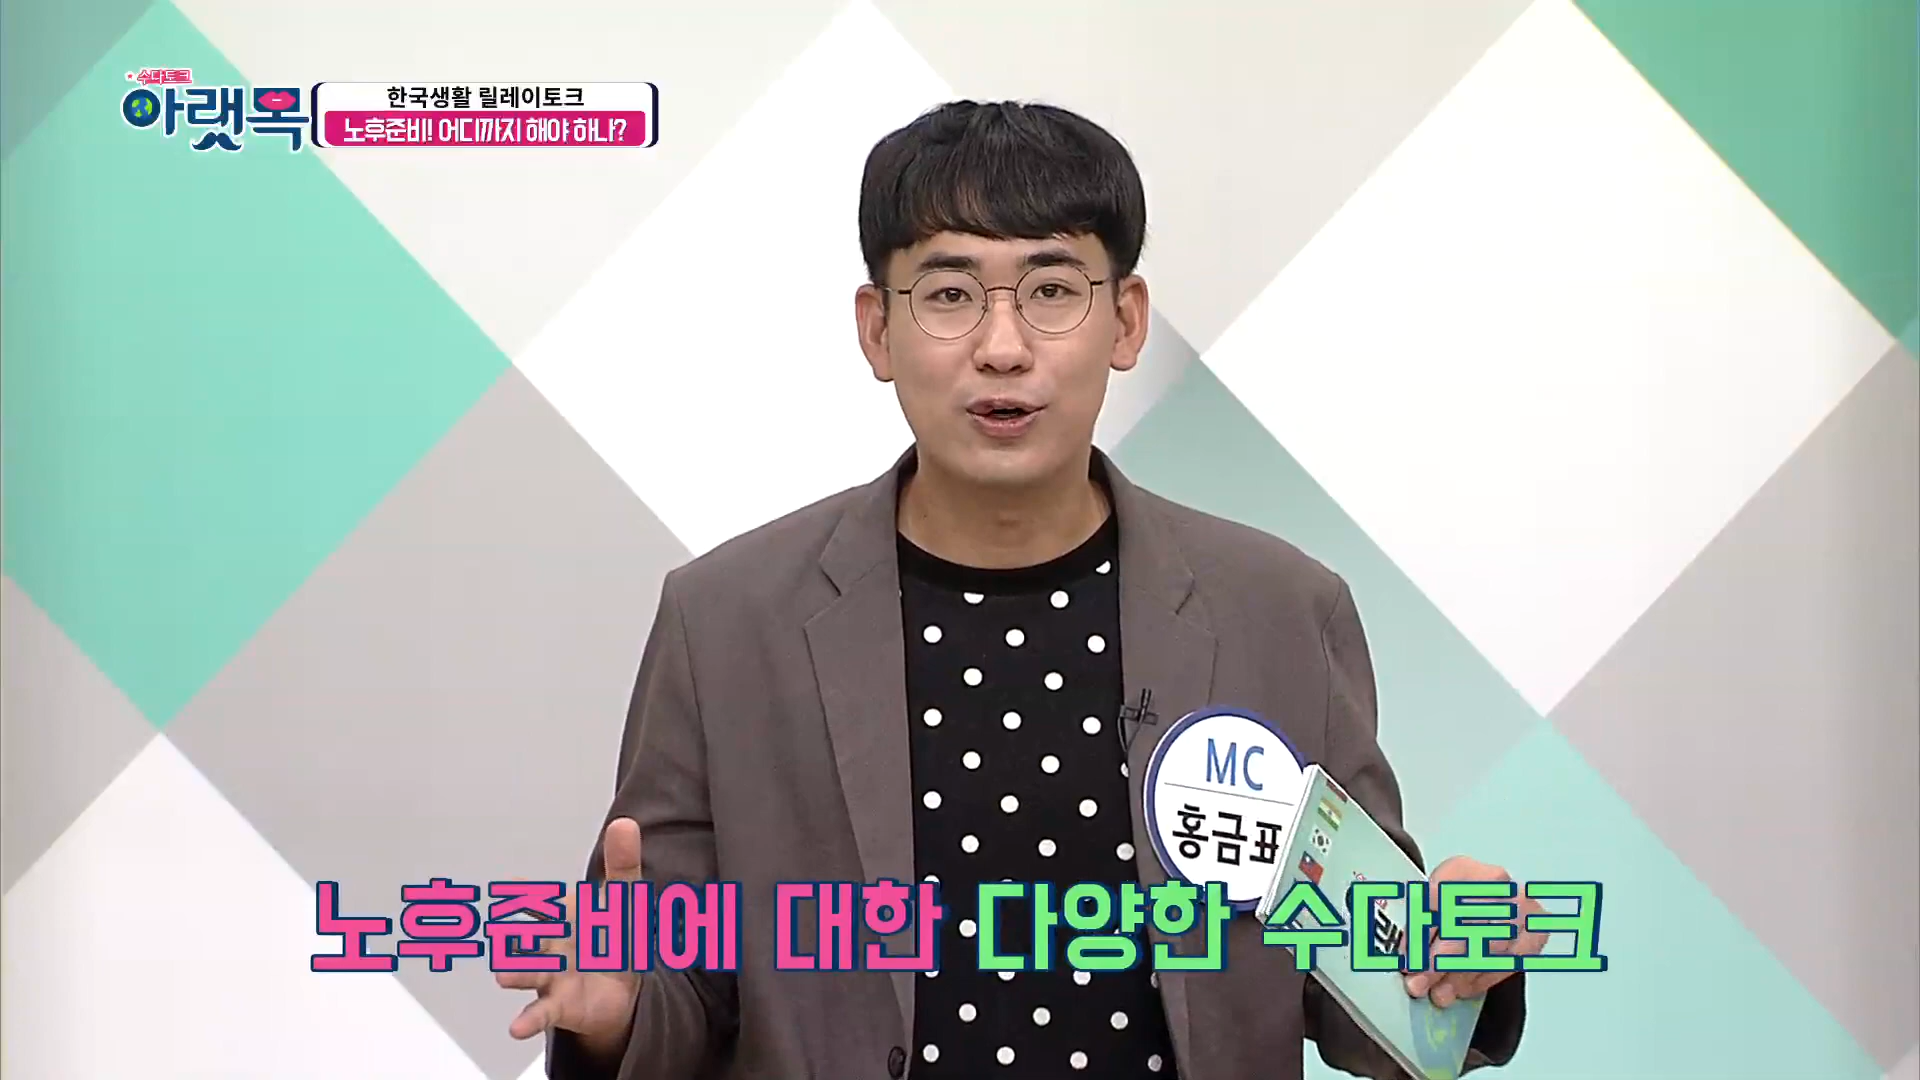 수다토크
아랫목
한국생활 릴레이토크
노후준비! 어디까지 해야 하나?
MC
홍금표
노후준비에 대한 다양한 수다토크